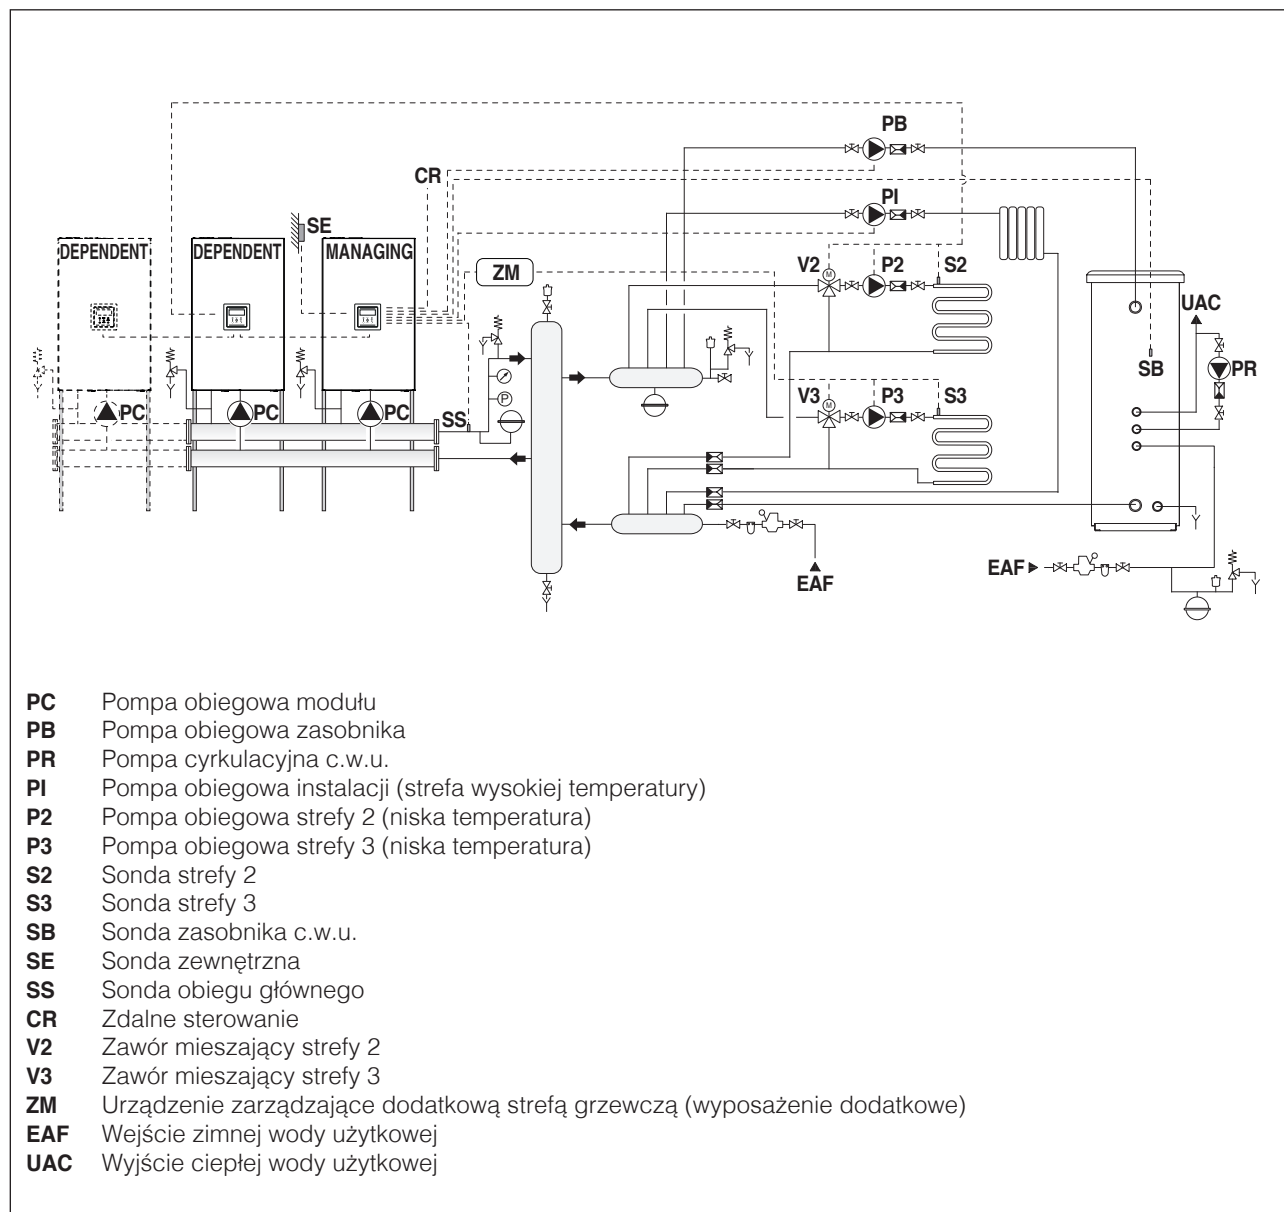 PB
CR
PI
SE
DEPENDENT DEPENDENT MANAGING
V2 P2 S2
ZM
M
UAC
SB PR
V3 P3 S3
M
PC PC PC SS
P
EAF
EAF
PC Pompa obiegowa modułu
PB Pompa obiegowa zasobnika
PR Pompa cyrkulacyjna c.w.u.
PI Pompa obiegowa instalacji (strefa wysokiej temperatury)
P2 Pompa obiegowa strefy 2 (niska temperatura)
P3 Pompa obiegowa strefy 3 (niska temperatura)
S2 Sonda strefy 2
S3 Sonda strefy 3
SB Sonda zasobnika c.w.u.
SE Sonda zewnętrzna
SS Sonda obiegu głównego
CR Zdalne sterowanie
V2 Zawór mieszający strefy 2
V3 Zawór mieszający strefy 3
ZM Urządzenie zarządzające dodatkową strefą grzewczą (wyposażenie dodatkowe)
EAF Wejście zimnej wody użytkowej
UAC Wyjście ciepłej wody użytkowej